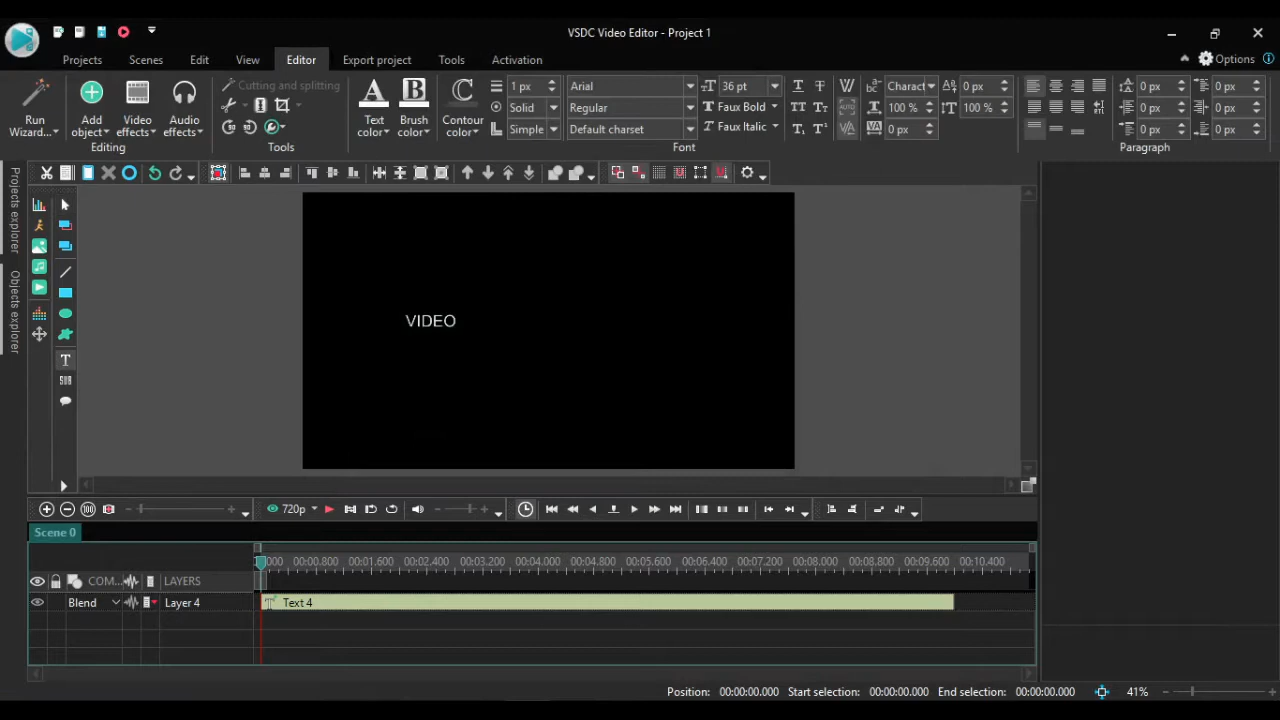 VSDC Video Editor - Project 1
Projects Scenes Edit View Editor Export project Tools Activation Options
Cutting and splitting
Run Wizard... Add object Video effects Audio effects
Editing Tools
Text color Brush color Contour color
1 px Arial 36 pt Charact 0 px 0 px 0 px
Solid Regular Faux Bold 100 % 100 % 0 px 0 px
Simple Default charset Faux Italic 0 px 0 px 0 px
Font Paragraph
Projects explorer
Objects explorer
VIDEO
720p
Scene 0
000 00:00.800 00:01.600 00:02.400 00:03.200 00:04.000 00:04.800 00:05.600 00:06.400 00:07.200 00:08.000 00:08.800 00:09.600 00:10.400
COM... LAYERS
Blend Layer 4 Text 4
Position: 00:00:00.000 Start selection: 00:00:00.000 End selection: 00:00:00.000 41%